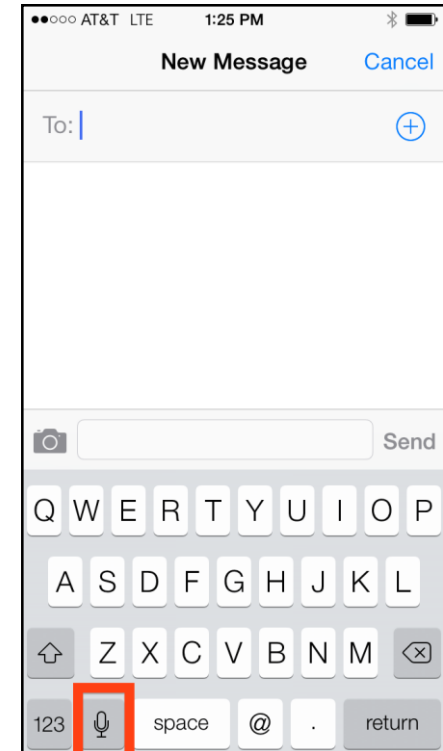 AT&T LTE 1:25 PM
New Message Cancel
To:
Send
Q W E R T Y U I O P
A S D F G H J K L
Z X C V B N M
123 space @ . return